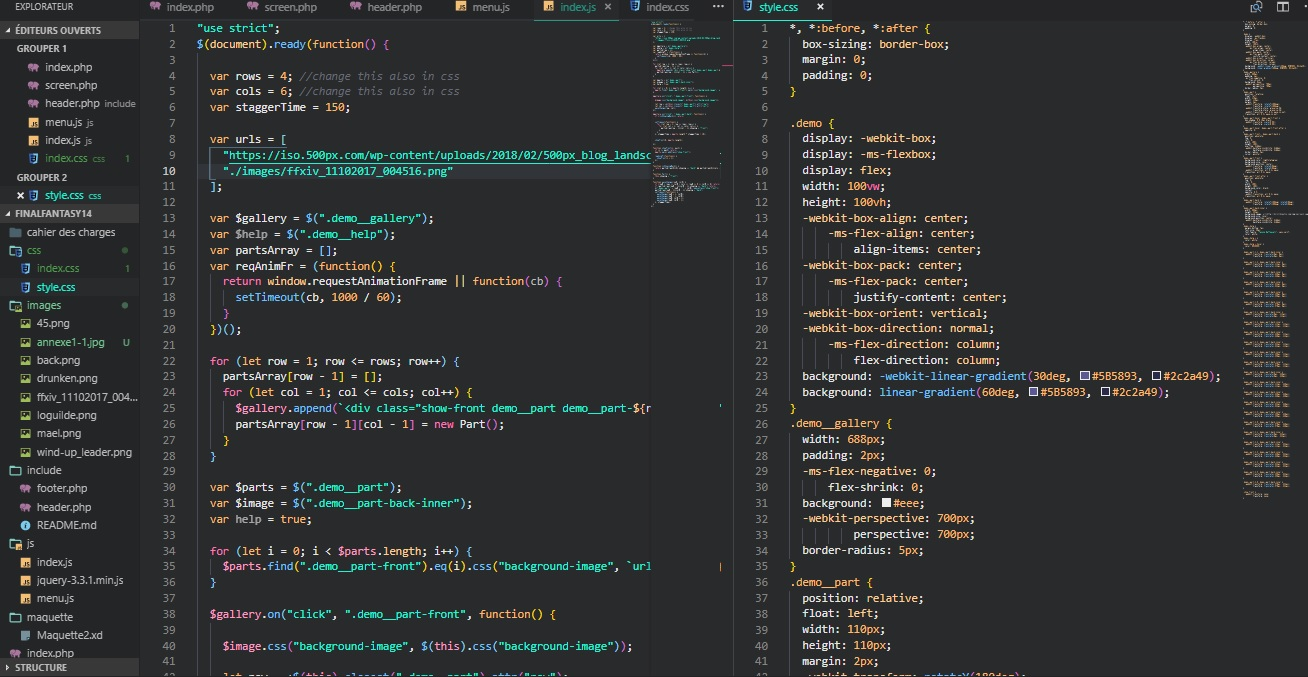 EXPLORATEUR
ÉDITEURS OUVERTS
GROUPER 1
index.php
screen.php
header.php include
menu.js js
index.js js
index.css css 1
GROUPER 2
× style.css css
FINALFANTASY14
cahier des charges
css
index.css 1
style.css
images
45.png
annexe1-1.jpg U
back.png
drunken.png
ffxiv_11102017_004...
loguilde.png
mael.png
wind-up_leader.png
include
footer.php
header.php
README.md
js
index.js
jquery-3.3.1.min.js
menu.js
maquette
Maquette2.xd
index.php
STRUCTURE
index.php screen.php header.php menu.js index.js × index.css ...
1 "use strict";
2 $(document).ready(function() {
3
4 var rows = 4; //change this also in css
5 var cols = 6; //change this also in css
6 var staggerTime = 150;
7
8 var urls = [
9 "https://iso.500px.com/wp-content/uploads/2018/02/500px_blog_landsc
10 "./images/ffxiv_11102017_004516.png"
11 ];
12
13 var $gallery = $(".demo__gallery");
14 var $help = $(".demo__help");
15 var partsArray = [];
16 var reqAnimFr = (function() {
17 return window.requestAnimationFrame || function(cb) {
18 setTimeout(cb, 1000 / 60);
19 }
20 })();
21
22 for (let row = 1; row <= rows; row++) {
23 partsArray[row - 1] = [];
24 for (let col = 1; col <= cols; col++) {
25 $gallery.append(`<div class="show-front demo__part demo__part-${r
26 partsArray[row - 1][col - 1] = new Part();
27 }
28 }
29
30 var $parts = $(".demo__part");
31 var $image = $(".demo__part-back-inner");
32 var help = true;
33
34 for (let i = 0; i < $parts.length; i++) {
35 $parts.find(".demo__part-front").eq(i).css("background-image", `url
36 }
37
38 $gallery.on("click", ".demo__part-front", function() {
39
40 $image.css("background-image", $(this).css("background-image"));
41
style.css ×
1 *, *:before, *:after {
2 box-sizing: border-box;
3 margin: 0;
4 padding: 0;
5 }
6
7 .demo {
8 display: -webkit-box;
9 display: -ms-flexbox;
10 display: flex;
11 width: 100vw;
12 height: 100vh;
13 -webkit-box-align: center;
14 -ms-flex-align: center;
15 align-items: center;
16 -webkit-box-pack: center;
17 -ms-flex-pack: center;
18 justify-content: center;
19 -webkit-box-orient: vertical;
20 -webkit-box-direction: normal;
21 -ms-flex-direction: column;
22 flex-direction: column;
23 background: -webkit-linear-gradient(30deg, #5B5893, #2c2a49);
24 background: linear-gradient(60deg, #5B5893, #2c2a49);
25 }
26 .demo__gallery {
27 width: 688px;
28 padding: 2px;
29 -ms-flex-negative: 0;
30 flex-shrink: 0;
31 background: #eee;
32 -webkit-perspective: 700px;
33 perspective: 700px;
34 border-radius: 5px;
35 }
36 .demo__part {
37 position: relative;
38 float: left;
39 width: 110px;
40 height: 110px;
41 margin: 2px;